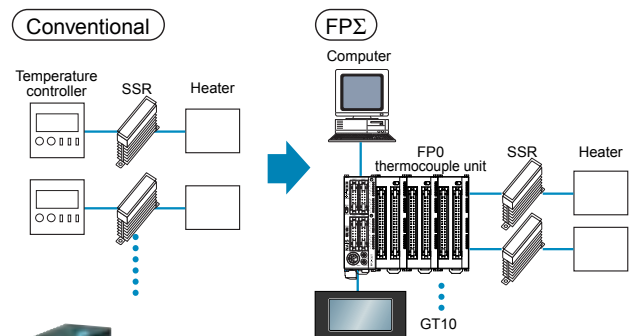 Conventional
Temperature
controller
SSR
Heater
FPΣ
Computer
FP0
thermocouple unit
SSR
Heater
GT10